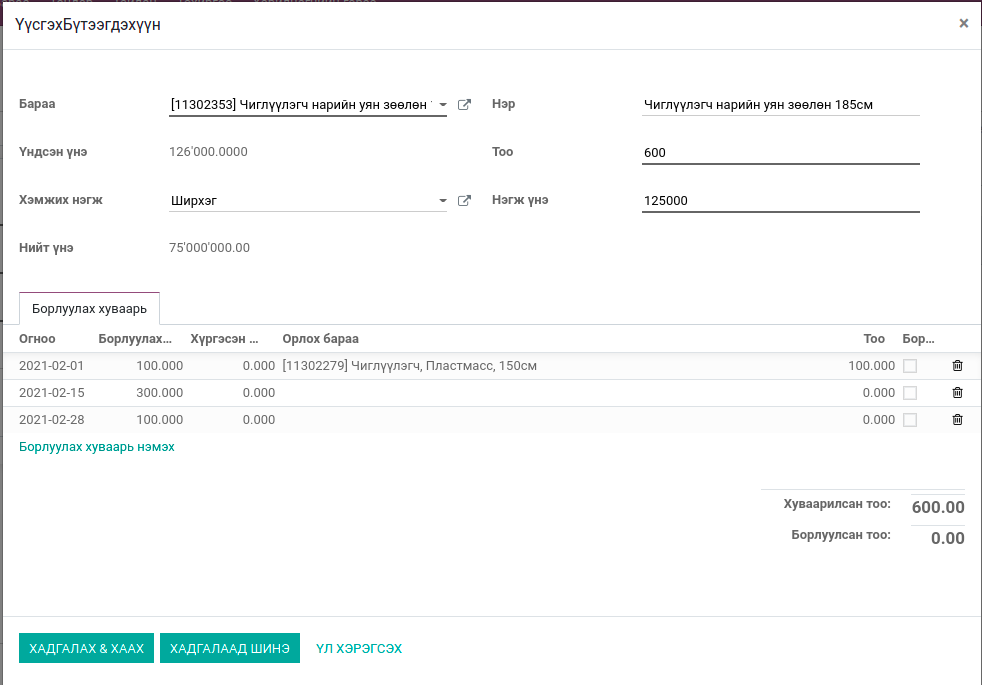 ҮүсгэхБүтээгдэхүүн ×
Бараа [11302353] Чиглүүлэгч нарийн уян зөөлөн Нэр Чиглүүлэгч нарийн уян зөөлөн 185см
Үндсэн үнэ 126'000.0000 Тоо 600
Хэмжих нэгж Ширхэг Нэгж үнэ 125000
Нийт үнэ 75'000'000.00
Борлуулах хуваарь
Огноо Борлуулах... Хүргэсэн ... Орлох бараа Тоо Бор...
2021-02-01 100.000 0.000 [11302279] Чиглүүлэгч, Пластмасс, 150см 100.000
2021-02-15 300.000 0.000 0.000
2021-02-28 100.000 0.000 0.000
Борлуулах хуваарь нэмэх
Хуваарилсан тоо: 600.00
Борлуулсан тоо: 0.00
ХАДГАЛАХ & ХААХ ХАДГАЛААД ШИНЭ ҮЛ ХЭРЭГСЭХ